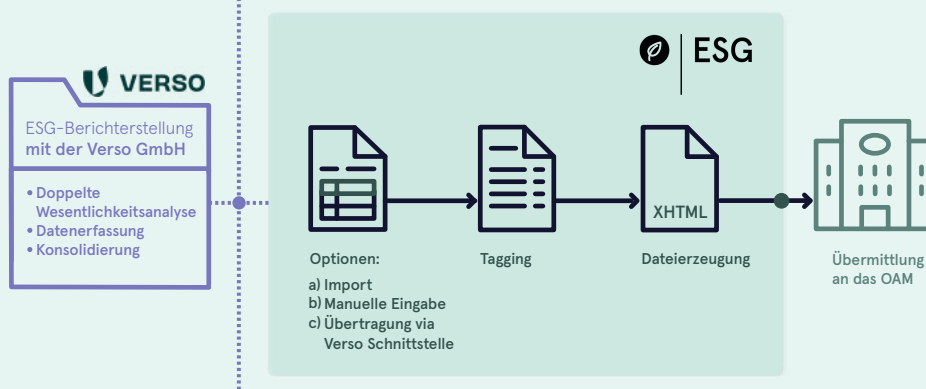 VERSO
ESG-Berichterstellung
mit der Verso GmbH
• Doppelte
Wesentlichkeitsanalyse
• Datenerfassung
• Konsolidierung
ESG
XHTML
Optionen:
a) Import
b) Manuelle Eingabe
c) Übertragung via
Verso Schnittstelle
Tagging
Dateierzeugung
Übermittlung
an das OAM